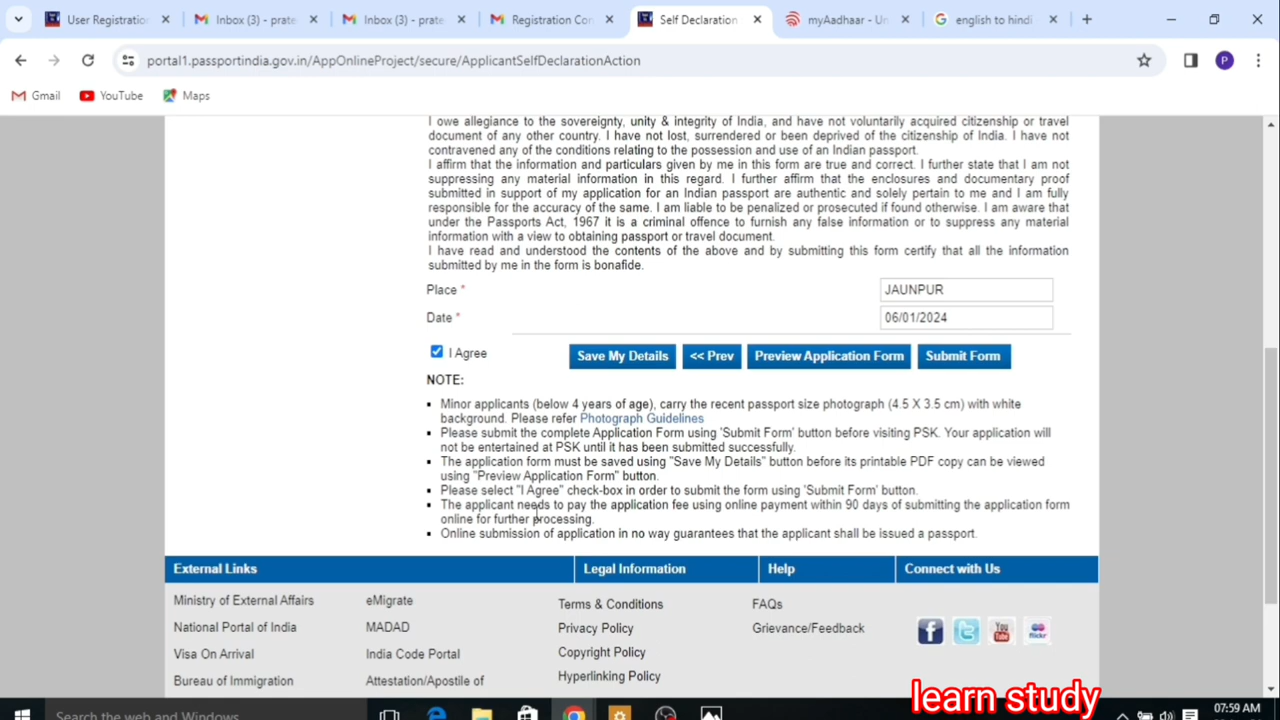 User Registration
Inbox (3) - prate
Inbox (3) - prate
Registration Con
Self Declaration
myAadhaar - Un
english to hindi
portal1.passportindia.gov.in/AppOnlineProject/secure/ApplicantSelfDeclarationAction
P
Gmail
YouTube
Maps
I owe allegiance to the sovereignty, unity & integrity of India, and have not voluntarily acquired citizenship or travel
document of any other country. I have not lost, surrendered or been deprived of the citizenship of India. I have not
contravened any of the conditions relating to the possession and use of an Indian passport.
I affirm that the information and particulars given by me in this form are true and correct. I further state that I am not
suppressing any material information in this regard. I further affirm that the enclosures and documentary proof
submitted in support of my application for an Indian passport are authentic and solely pertain to me and I am fully
responsible for the accuracy of the same. I am liable to be penalized or prosecuted if found otherwise. I am aware that
under the Passports Act, 1967 it is a criminal offence to furnish any false information or to suppress any material
information with a view to obtaining passport or travel document.
I have read and understood the contents of the above and by submitting this form certify that all the information
submitted by me in the form is bonafide.
Place * JAUNPUR
Date * 06/01/2024
I Agree Save My Details << Prev Preview Application Form Submit Form
NOTE:
▪ Minor applicants (below 4 years of age), carry the recent passport size photograph (4.5 X 3.5 cm) with white
background. Please refer Photograph Guidelines
▪ Please submit the complete Application Form using 'Submit Form' button before visiting PSK. Your application will
not be entertained at PSK until it has been submitted successfully.
▪ The application form must be saved using "Save My Details" button before its printable PDF copy can be viewed
using "Preview Application Form" button.
▪ Please select "I Agree" check-box in order to submit the form using 'Submit Form' button.
▪ The applicant needs to pay the application fee using online payment within 90 days of submitting the application form
online for further processing.
▪ Online submission of application in no way guarantees that the applicant shall be issued a passport.
External Links Legal Information Help Connect with Us
Ministry of External Affairs eMigrate Terms & Conditions FAQs
National Portal of India MADAD Privacy Policy Grievance/Feedback
Visa On Arrival India Code Portal Copyright Policy
Bureau of Immigration Attestation/Apostile of Hyperlinking Policy
You Tube
flickr
learn study
Search the web and Windows
07:59 AM